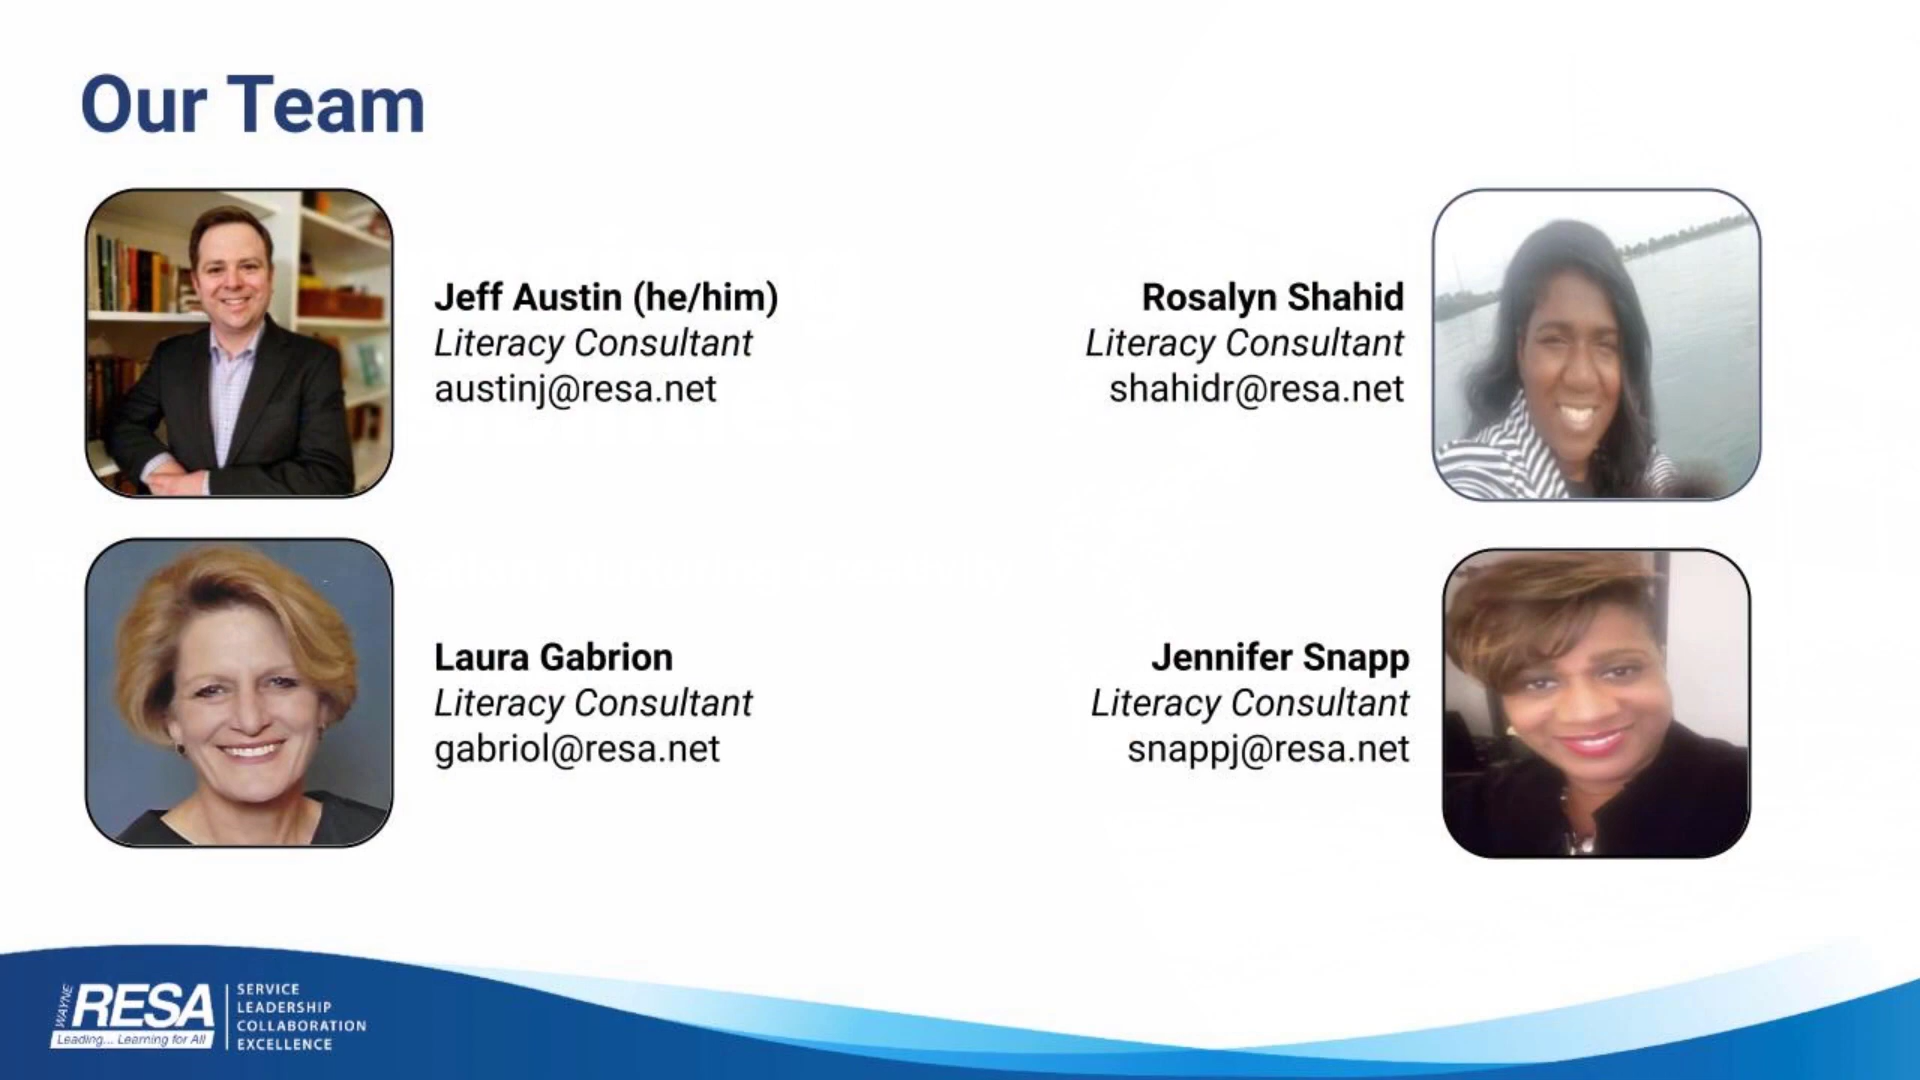 Our Team
Jeff Austin (he/him)
Literacy Consultant
austinj@resa.net
Rosalyn Shahid
Literacy Consultant
shahidr@resa.net
Laura Gabrion
Literacy Consultant
gabriol@resa.net
Jennifer Snapp
Literacy Consultant
snappj@resa.net
WAYNE
RESA
Leading... Learning for All
SERVICE
LEADERSHIP
COLLABORATION
EXCELLENCE